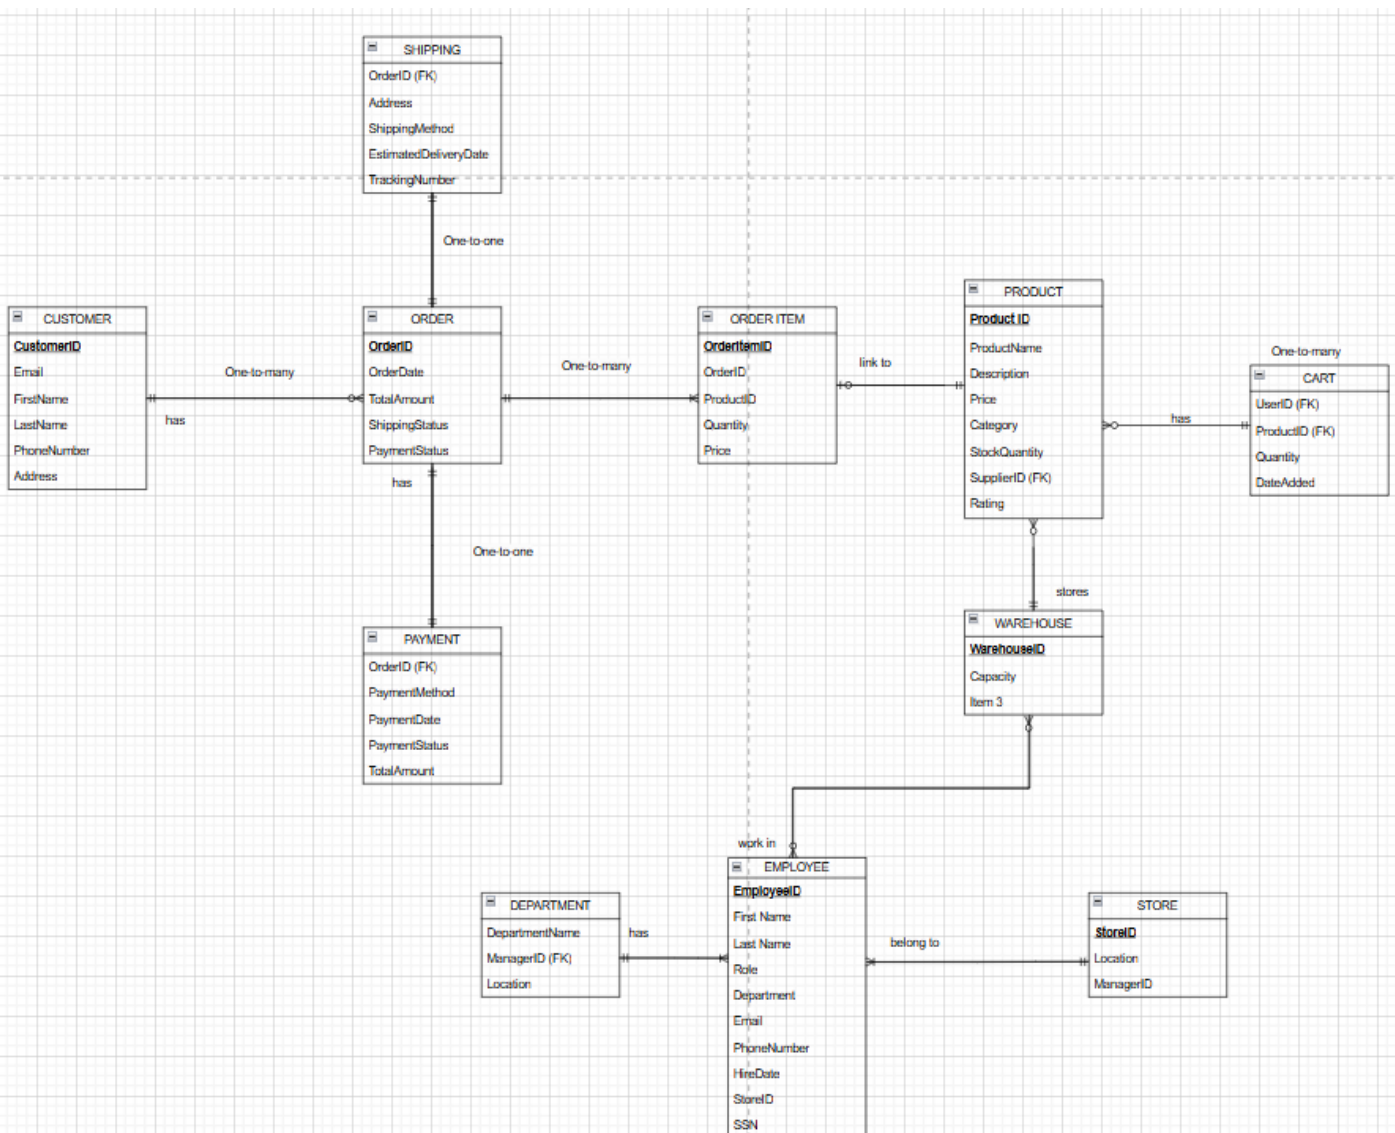 SHIPPING
OrderID (FK)
Address
ShippingMethod
EstimatedDeliveryDate
TrackingNumber
One-to-one
CUSTOMER
CustomerID
Email
FirstName
LastName
PhoneNumber
Address
One-to-many
has
ORDER
OrderID
OrderDate
TotalAmount
ShippingStatus
PaymentStatus
has
One-to-many
ORDER ITEM
OrderItemID
OrderID
ProductID
Quantity
Price
link to
PRODUCT
Product ID
ProductName
Description
Price
Category
StockQuantity
SupplierID (FK)
Rating
has
One-to-many
CART
UserID (FK)
ProductID (FK)
Quantity
DateAdded
One-to-one
PAYMENT
OrderID (FK)
PaymentMethod
PaymentDate
PaymentStatus
TotalAmount
stores
WAREHOUSE
WarehouseID
Capacity
Item 3
work in
EMPLOYEE
EmployeeID
First Name
Last Name
Role
Department
Email
PhoneNumber
HireDate
StoreID
SSN
DEPARTMENT
DepartmentName
ManagerID (FK)
Location
has
belong to
STORE
StoreID
Location
ManagerID